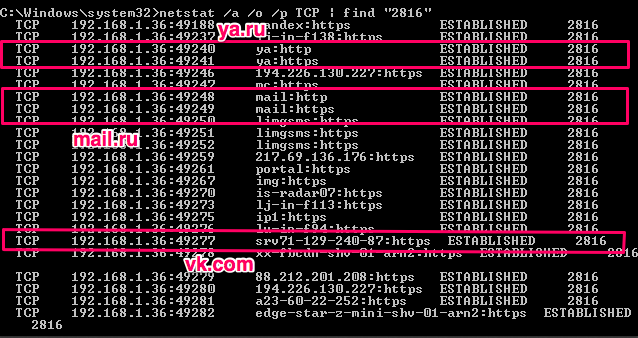 C:\Windows\system32>netstat /a /o /p TCP | find "2816"
TCP 192.168.1.36:49188 yandex:https ESTABLISHED 2816
ya.ru
TCP 192.168.1.36:49237 ESTABLISHED 2816
TCP 192.168.1.36:49240 ya:http ESTABLISHED 2816
TCP 192.168.1.36:49241 ya:https ESTABLISHED 2816
TCP 192.168.1.36:49246 194.226.130.227:https ESTABLISHED 2816
TCP 192.168.1.36:49247 mc:https ESTABLISHED 2816
TCP 192.168.1.36:49248 mail:http ESTABLISHED 2816
TCP 192.168.1.36:49249 mail:https ESTABLISHED 2816
TCP 192.168.1.36:49250 limgsms:https ESTABLISHED 2816
TCP 192.168.1.36:49251 limgsms:https ESTABLISHED 2816
mail.ru
TCP 192.168.1.36:49252 limgsms:https ESTABLISHED 2816
TCP 192.168.1.36:49259 217.69.136.176:https ESTABLISHED 2816
TCP 192.168.1.36:49261 portal:https ESTABLISHED 2816
TCP 192.168.1.36:49267 img:https ESTABLISHED 2816
TCP 192.168.1.36:49270 is-radar07:https ESTABLISHED 2816
TCP 192.168.1.36:49273 lj-in-f113:https ESTABLISHED 2816
TCP 192.168.1.36:49275 ip1:https ESTABLISHED 2816
TCP 192.168.1.36:49276 ESTABLISHED 2816
TCP 192.168.1.36:49277 srv71-129-240-87:https ESTABLISHED 2816
TCP 192.168.1.36:49278 xx-fbcdn-shv-01-arn2:https ESTABLISHED 2816
vk.com
TCP 192.168.1.36:49279 88.212.201.208:https ESTABLISHED 2816
TCP 192.168.1.36:49280 194.226.130.227:https ESTABLISHED 2816
TCP 192.168.1.36:49281 a23-60-22-252:https ESTABLISHED 2816
TCP 192.168.1.36:49282 edge-star-z-mini-shv-01-arn2:https ESTABLISHED
2816